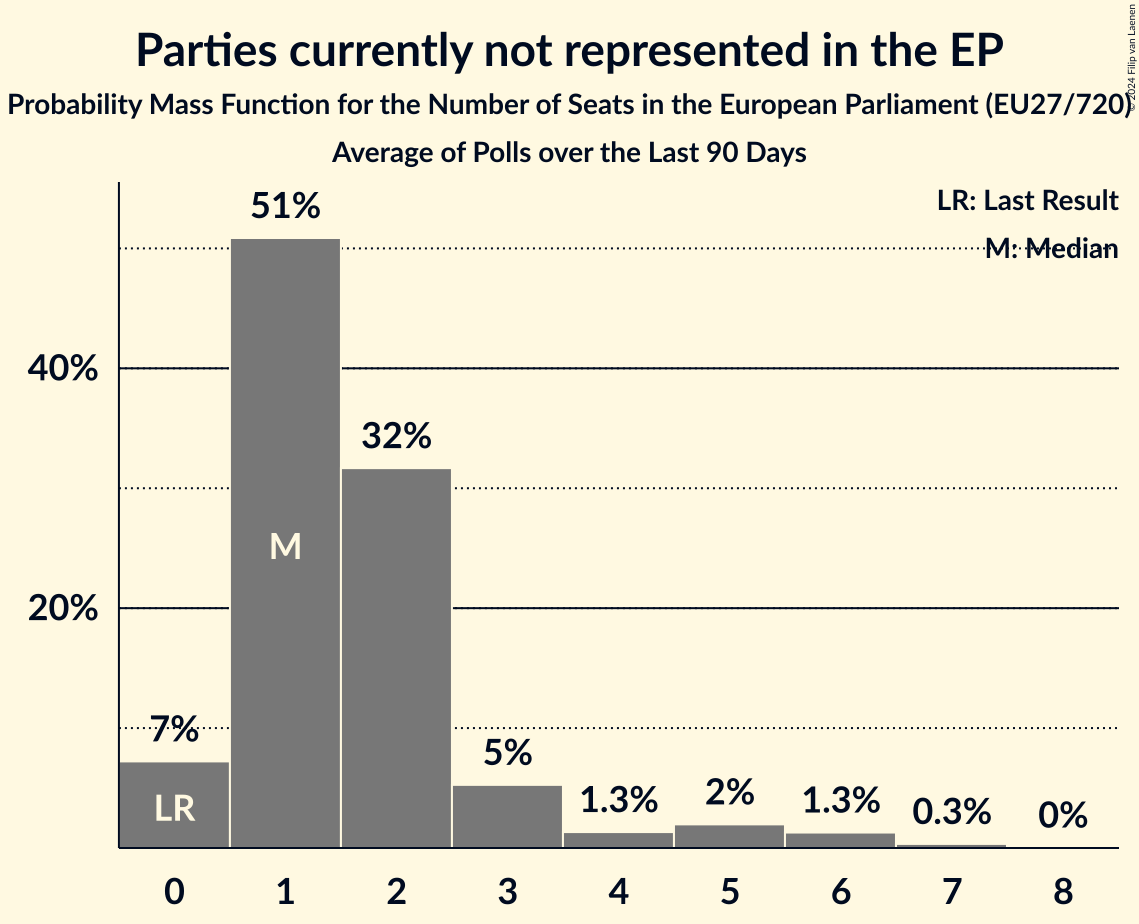 Parties currently not represented in the EP
Probability Mass Function for the Number of Seats in the European Parliament (EU27/720)
Average of Polls over the Last 90 Days
© 2024 Filip van Laenen
LR: Last Result
M: Median
51%
40%
32%
M
20%
7%
LR
5%
1.3%
2%
1.3%
0.3%
0%
0 1 2 3 4 5 6 7 8